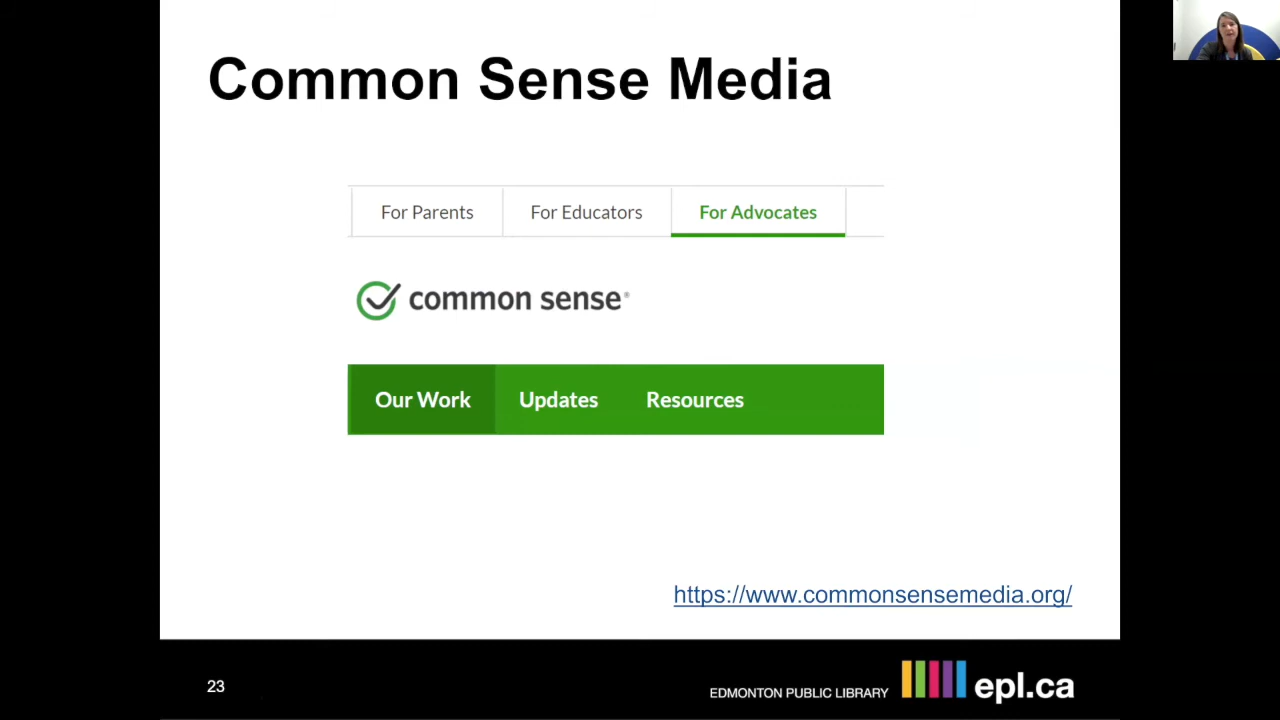 Common Sense Media
For Parents For Educators For Advocates
common sense®
Our Work Updates Resources
https://www.commonsensemedia.org/
23
EDMONTON PUBLIC LIBRARY epl.ca